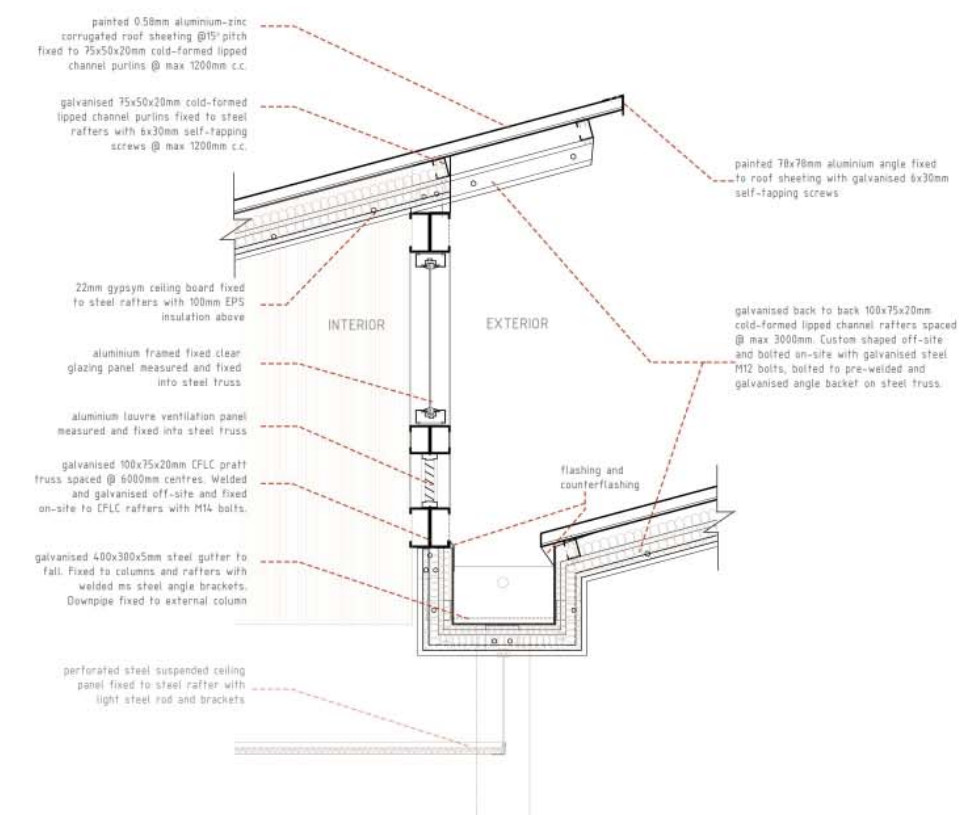 painted 0.58mm aluminium-zinc
corrugated roof sheeting @15° pitch
fixed to 75x50x20mm cold-formed lipped
channel purlins @ max 1200mm c.c.
galvanised 75x50x20mm cold-formed
lipped channel purlins fixed to steel
rafters with 6x30mm self-tapping
screws @ max 1200mm c.c.
painted 78x78mm aluminium angle fixed
to roof sheeting with galvanised 6x30mm
self-tapping screws
22mm gypsym ceiling board fixed
to steel rafters with 100mm EPS
insulation above
INTERIOR
EXTERIOR
galvanised back to back 100x75x20mm
cold-formed lipped channel rafters spaced
@ max 3000mm. Custom shaped off-site
and bolted on-site with galvanised steel
M12 bolts, bolted to pre-welded and
galvanised angle backet on steel truss.
aluminium framed fixed clear
glazing panel measured and fixed
into steel truss
aluminium louvre ventilation panel
measured and fixed into steel truss
galvanised 100x75x20mm CFLC pratt
truss spaced @ 6000mm centres. Welded
and galvanised off-site and fixed
on-site to CFLC rafters with M14 bolts.
flashing and
counterflashing
galvanised 400x300x5mm steel gutter to
fall. Fixed to columns and rafters with
welded ms steel angle brackets.
Downpipe fixed to external column
perforated steel suspended ceiling
panel fixed to steel rafter with
light steel rod and brackets